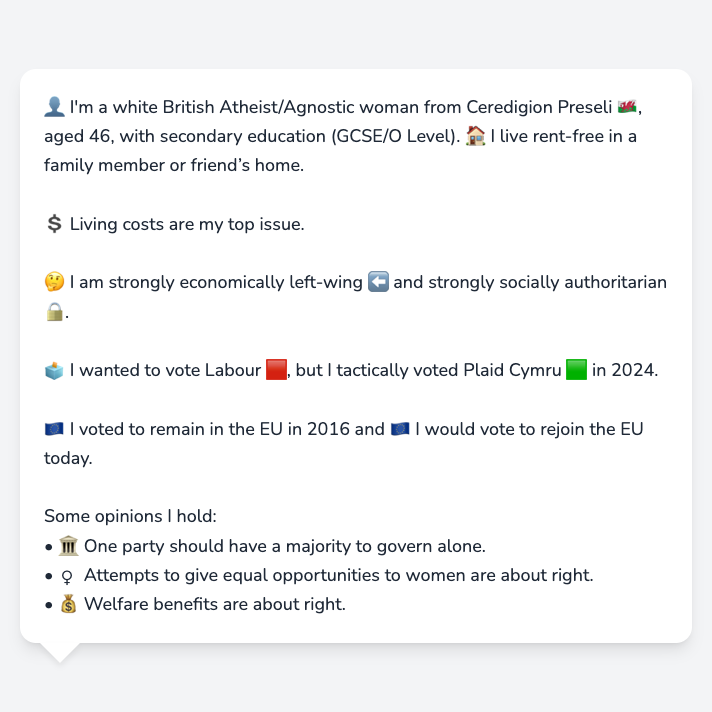 👤 I'm a white British Atheist/Agnostic woman from Ceredigion Preseli 🏴󠁧󠁢󠁷󠁬󠁳󠁿,
aged 46, with secondary education (GCSE/O Level). 🏠 I live rent-free in a
family member or friend’s home.
💲 Living costs are my top issue.
🤔 I am strongly economically left-wing ⬅️ and strongly socially authoritarian
🔒.
🗳️ I wanted to vote Labour 🟥, but I tactically voted Plaid Cymru 🟩 in 2024.
🇪🇺 I voted to remain in the EU in 2016 and 🇪🇺 I would vote to rejoin the EU
today.
Some opinions I hold:
• 🏛️ One party should have a majority to govern alone.
• ♀ Attempts to give equal opportunities to women are about right.
• 💰 Welfare benefits are about right.